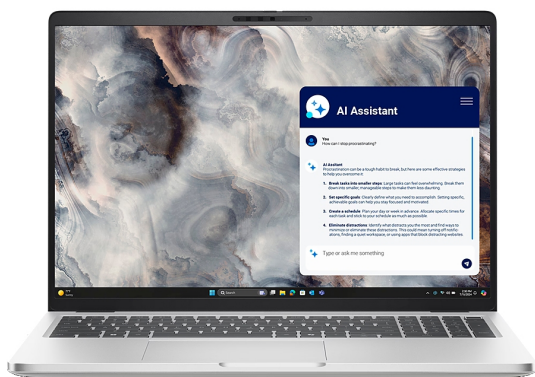 AI Assistant
You
How can I stop procrastinating?
AI Assitant
Procrastination can be a tough habit to break, but here are some effective strategies
to help you overcome it:
1. Break tasks into smaller steps: Large tasks can feel overwhelming. Break them
down into smaller, manageable steps to make them less daunting.
2. Set specific goals: Clearly define what you need to accomplish. Setting specific,
achievable goals can help you stay focused and motivated.
3. Create a schedule: Plan your day or week in advance. Allocate specific times for
each task and stick to your schedule as much as possible.
4. Eliminate distractions: Identify what distracts you the most and find ways to
minimize or eliminate these distractions. This could mean turning off notific
ations, finding a quiet workspace, or using apps that block distracting websites.
Type or ask me something
Search